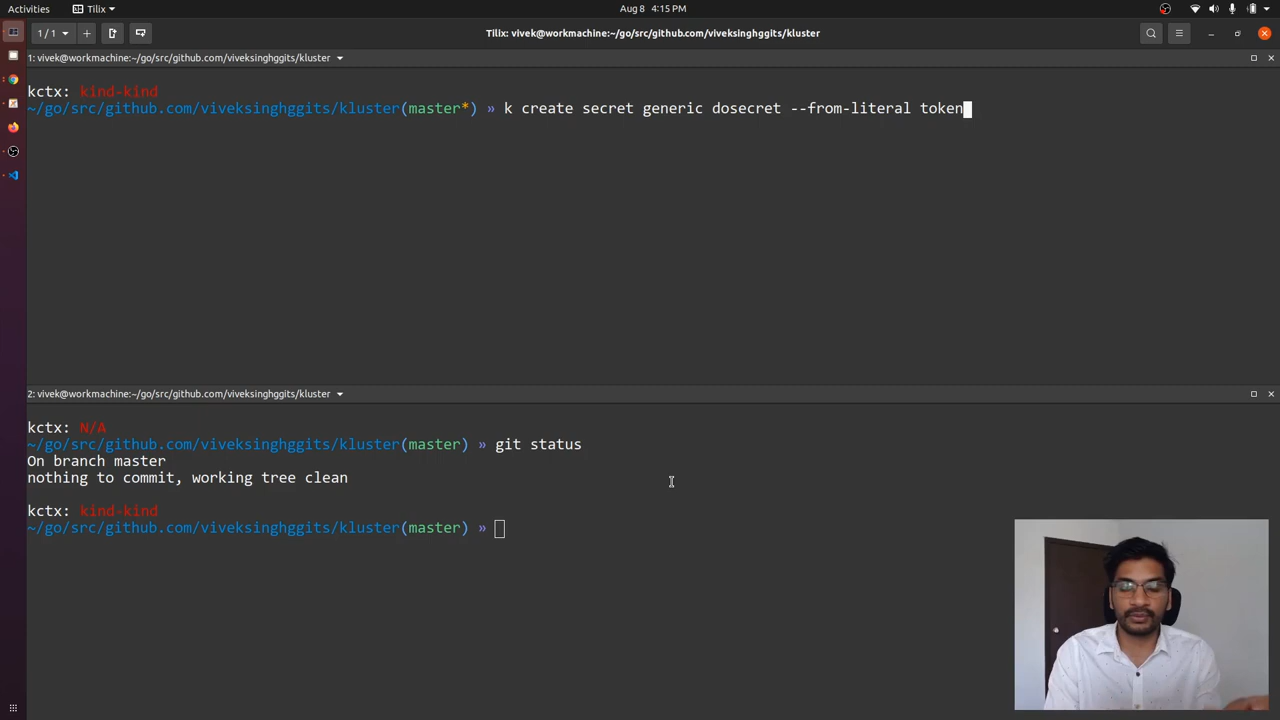 Activities
Tilix
Aug 8 4:15 PM
1 / 1
Tilix: vivek@workmachine:~/go/src/github.com/viveksinghggits/kluster
1: vivek@workmachine:~/go/src/github.com/viveksinghggits/kluster
kctx: kind-kind
~/go/src/github.com/viveksinghggits/kluster(master*) » k create secret generic dosecret --from-literal token
2: vivek@workmachine:~/go/src/github.com/viveksinghggits/kluster
kctx: N/A
~/go/src/github.com/viveksinghggits/kluster(master) » git status
On branch master
nothing to commit, working tree clean
kctx: kind-kind
~/go/src/github.com/viveksinghggits/kluster(master) »